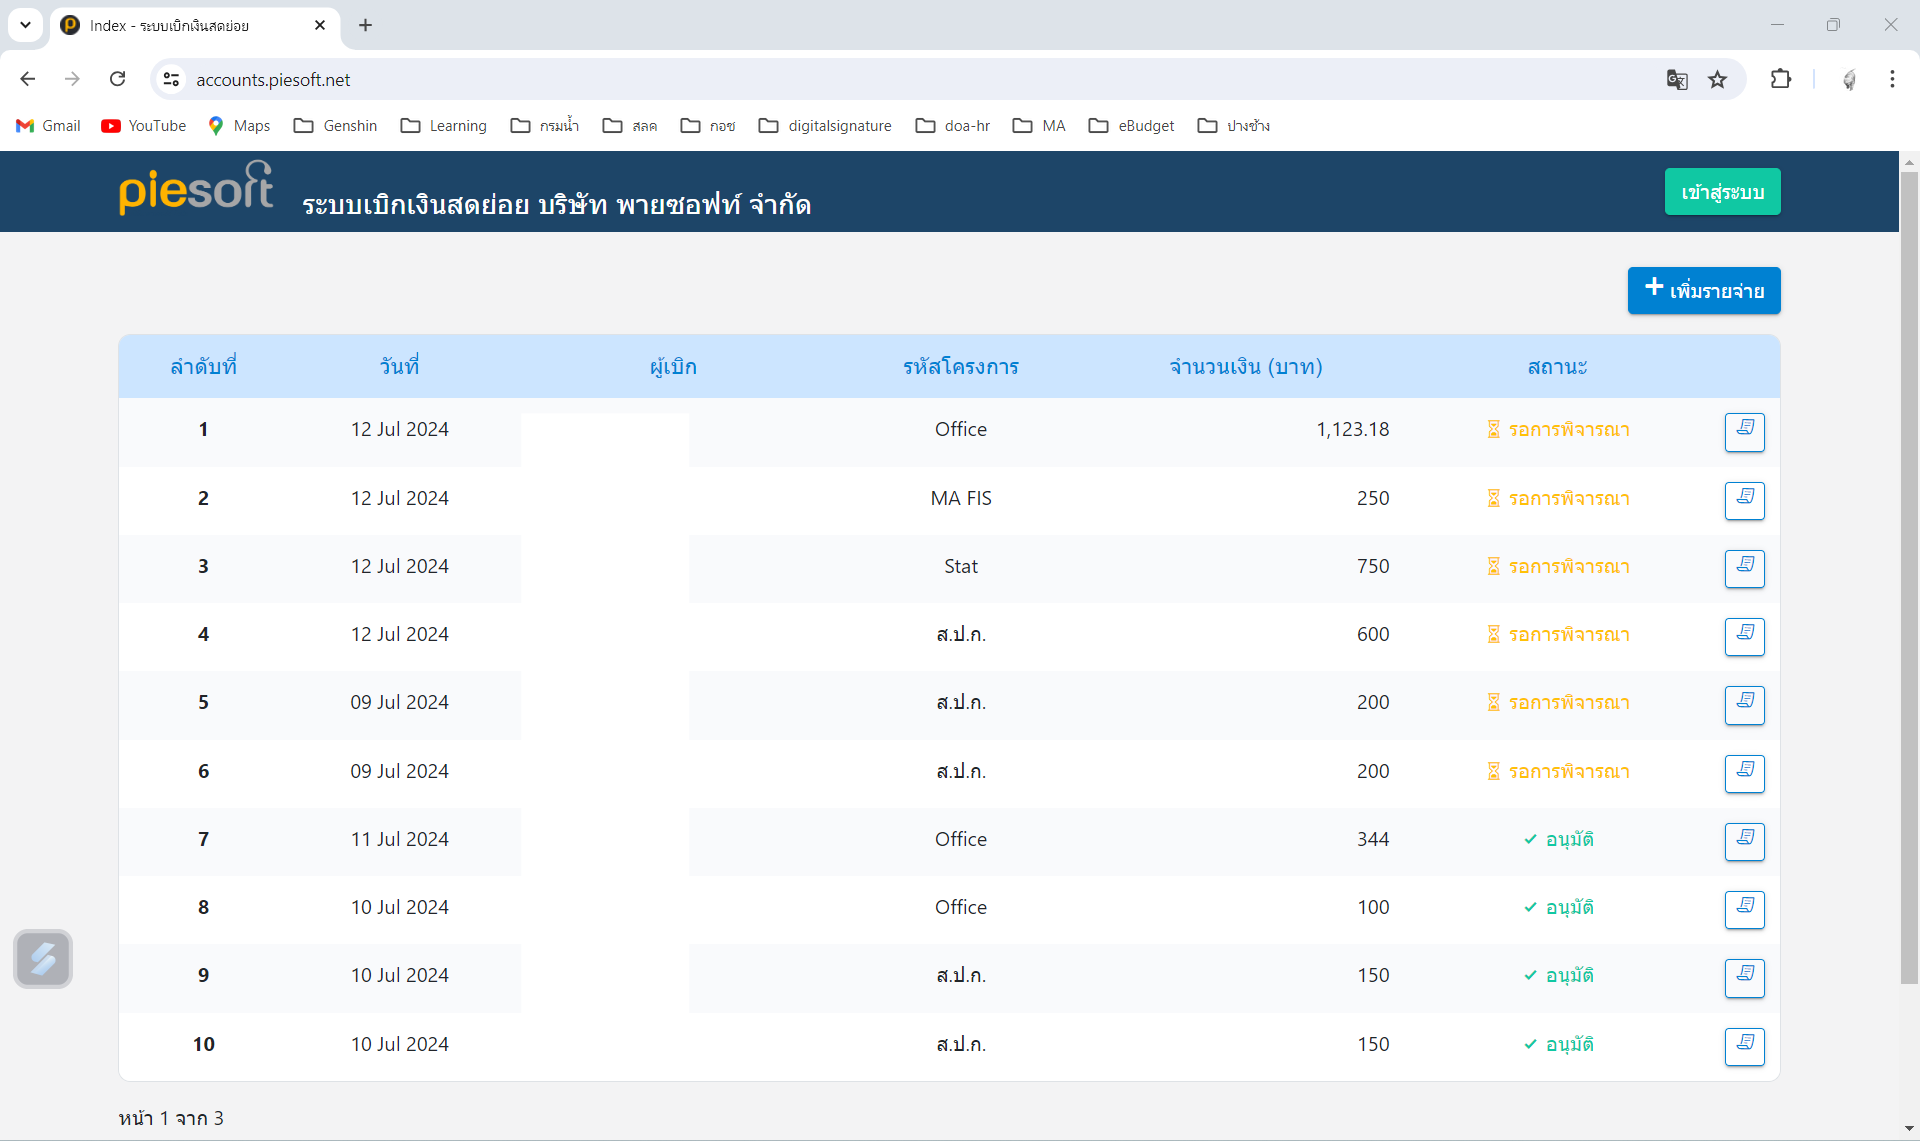 Index - ระบบเบิกเงินสดย่อย
accounts.piesoft.net
Gmail YouTube Maps Genshin Learning กรมน้ำ สลค กอช digitalsignature doa-hr MA eBudget ปางช้าง
piesoft ระบบเบิกเงินสดย่อย บริษัท พายซอฟท์ จำกัด เข้าสู่ระบบ
+ เพิ่มรายจ่าย
ลำดับที่ วันที่ ผู้เบิก รหัสโครงการ จำนวนเงิน (บาท) สถานะ
1 12 Jul 2024 Office 1,123.18 รอการพิจารณา
2 12 Jul 2024 MA FIS 250 รอการพิจารณา
3 12 Jul 2024 Stat 750 รอการพิจารณา
4 12 Jul 2024 ส.ป.ก. 600 รอการพิจารณา
5 09 Jul 2024 ส.ป.ก. 200 รอการพิจารณา
6 09 Jul 2024 ส.ป.ก. 200 รอการพิจารณา
7 11 Jul 2024 Office 344 อนุมัติ
8 10 Jul 2024 Office 100 อนุมัติ
9 10 Jul 2024 ส.ป.ก. 150 อนุมัติ
10 10 Jul 2024 ส.ป.ก. 150 อนุมัติ
หน้า 1 จาก 3